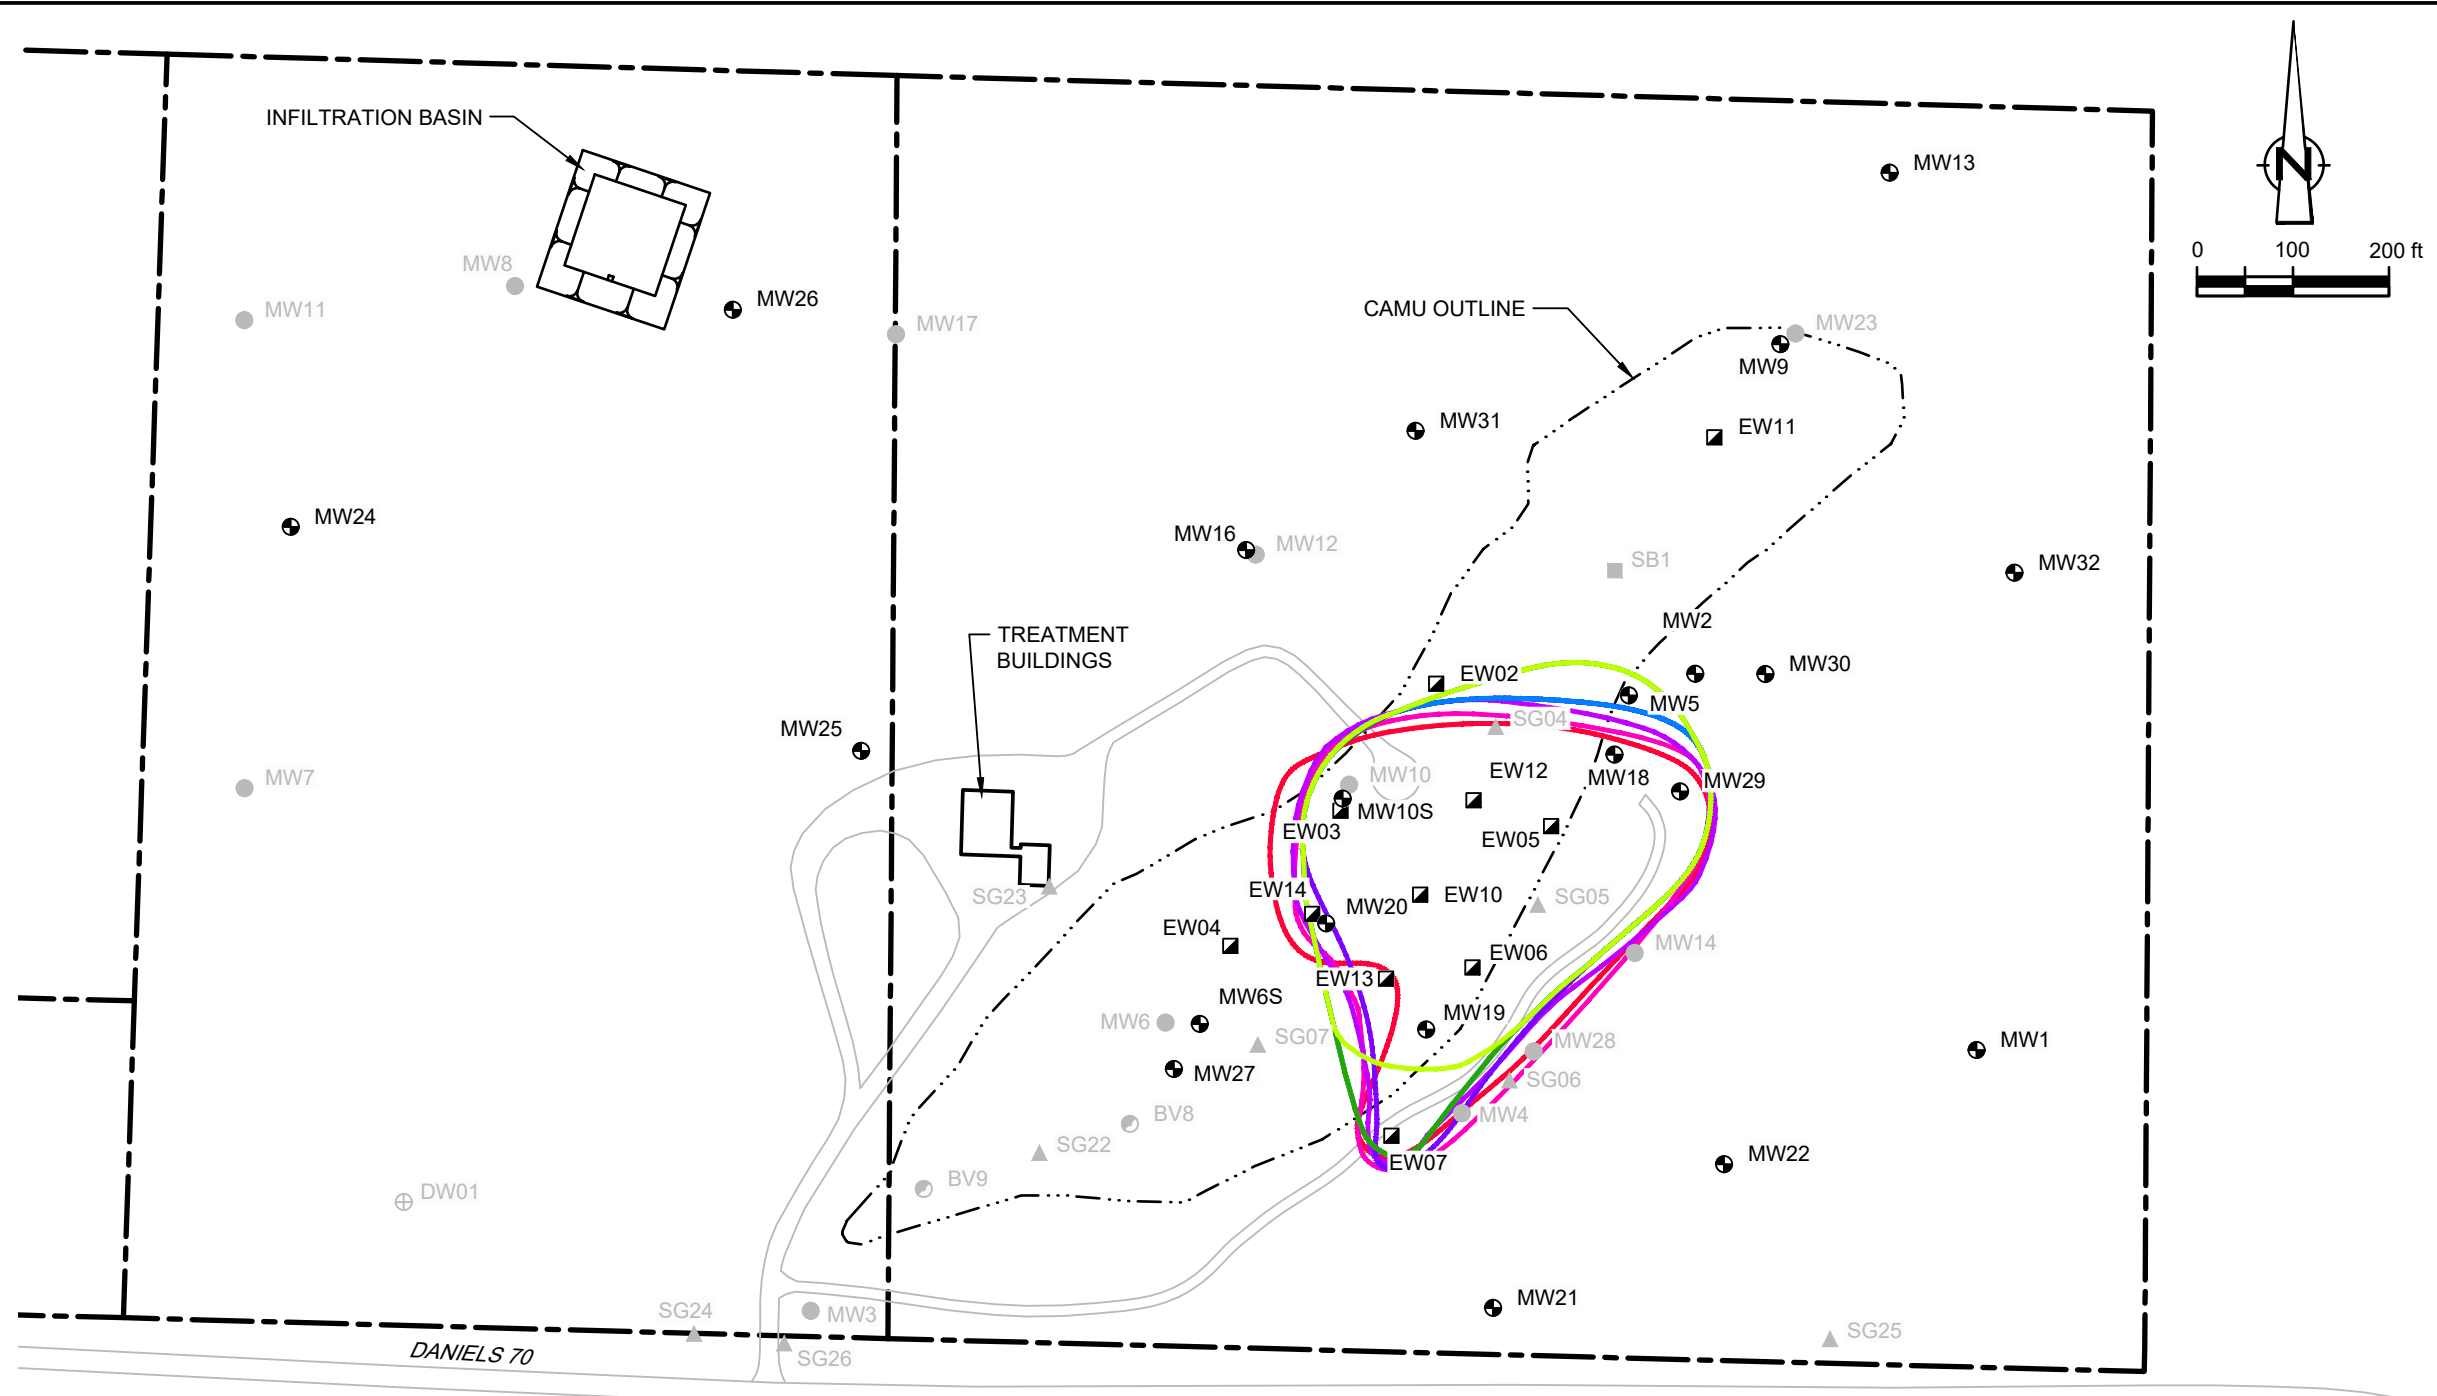 INFILTRATION BASIN
MW13
N
0 100 200 ft
MW8
MW26
MW11
MW17
CAMU OUTLINE
MW23
MW9
MW31
EW11
MW24
MW16
MW12
SB1
MW32
MW2
TREATMENT
BUILDINGS
EW02
MW30
MW5
SG04
MW25
MW7
MW10
EW12
MW18
MW29
MW10S
EW03
EW05
SG23
EW14
MW20
EW10
SG05
EW04
MW14
EW06
EW13
MW6S
MW6
SG07
MW19
MW28
MW1
MW27
SG06
BV8
MW4
SG22
EW07
MW22
BV9
DW01
MW21
SG24
MW3
SG25
DANIELS 70
SG26